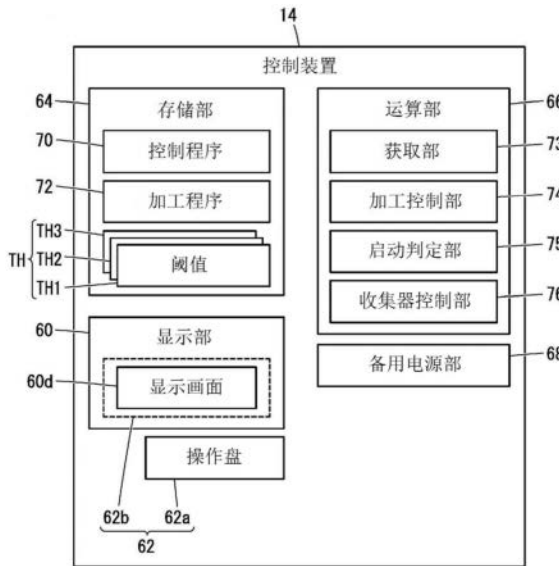 14
控制装置
64
存储部
70
控制程序
72
加工程序
TH
TH3
TH2
TH1
阈值
60
显示部
60d
显示画面
操作盘
62b
62a
62
运算部
66
获取部
73
加工控制部
74
启动判定部
75
收集器控制部
76
备用电源部
68